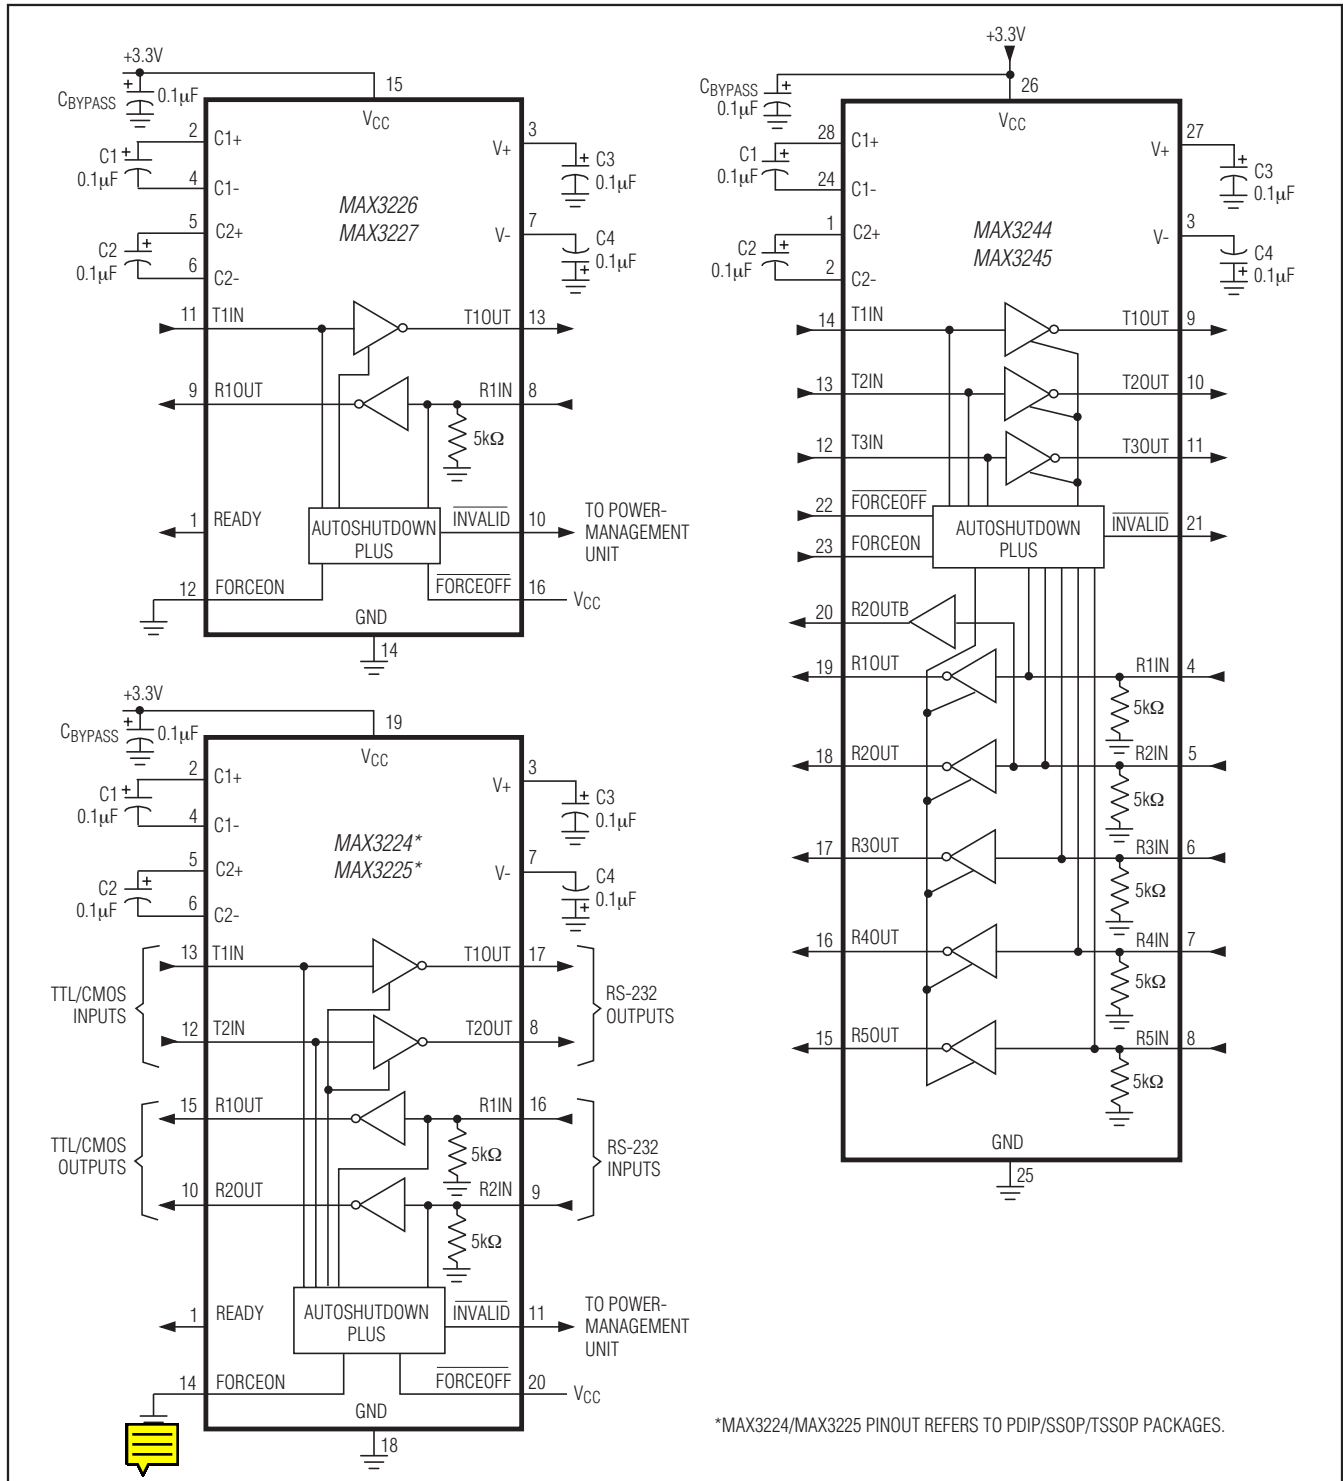 +3.3V
CBYPASS
0.1µF
15
VCC
2
C1+
C1
0.1µF
4
C1-
5
C2+
C2
0.1µF
6
C2-
3
V+
C3
0.1µF
7
V-
C4
0.1µF
MAX3226
MAX3227
11
T1IN
T1OUT
13
9
R1OUT
R1IN
8
5kΩ
1
READY
AUTOSHUTDOWN
PLUS
INVALID
10
TO POWER-
MANAGEMENT
UNIT
12
FORCEON
FORCEOFF
16
VCC
GND
14
+3.3V
CBYPASS
0.1µF
19
VCC
2
C1+
C1
0.1µF
4
C1-
5
C2+
C2
0.1µF
6
C2-
3
V+
C3
0.1µF
7
V-
C4
0.1µF
MAX3224*
MAX3225*
TTL/CMOS
INPUTS
13
T1IN
T1OUT
17
12
T2IN
T2OUT
8
RS-232
OUTPUTS
TTL/CMOS
OUTPUTS
15
R1OUT
R1IN
16
5kΩ
10
R2OUT
R2IN
9
5kΩ
RS-232
INPUTS
1
READY
AUTOSHUTDOWN
PLUS
INVALID
11
TO POWER-
MANAGEMENT
UNIT
14
FORCEON
FORCEOFF
20
VCC
GND
18
+3.3V
CBYPASS
0.1µF
26
VCC
28
C1+
C1
0.1µF
24
C1-
1
C2+
C2
0.1µF
2
C2-
27
V+
C3
0.1µF
3
V-
C4
0.1µF
MAX3244
MAX3245
14
T1IN
T1OUT
9
13
T2IN
T2OUT
10
12
T3IN
T3OUT
11
22
FORCEOFF
23
FORCEON
AUTOSHUTDOWN
PLUS
INVALID
21
20
R2OUTB
19
R1OUT
R1IN
4
5kΩ
18
R2OUT
R2IN
5
5kΩ
17
R3OUT
R3IN
6
5kΩ
16
R4OUT
R4IN
7
5kΩ
15
R5OUT
R5IN
8
5kΩ
GND
25
*MAX3224/MAX3225 PINOUT REFERS TO PDIP/SSOP/TSSOP PACKAGES.